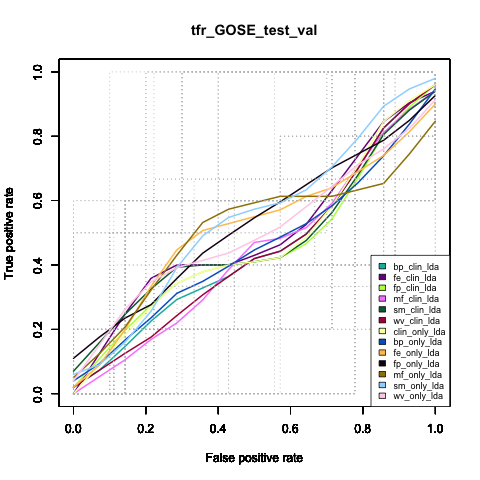 tfr_GOSE_test_val
True positive rate
1.0
0.8
0.6
0.4
0.2
0.0
0.0 0.2 0.4 0.6 0.8 1.0
False positive rate
bp_clin_lda
fe_clin_lda
fp_clin_lda
mf_clin_lda
sm_clin_lda
wv_clin_lda
clin_only_lda
bp_only_lda
fe_only_lda
fp_only_lda
mf_only_lda
sm_only_lda
wv_only_lda